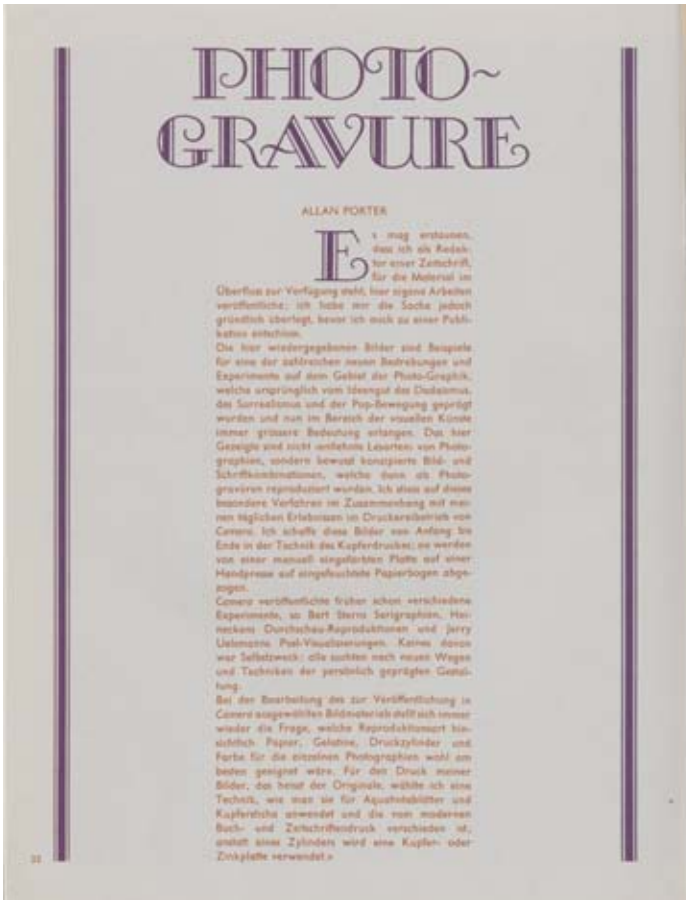 PHOTO-
GRAVURE
ALLAN PORTER
Es mag erstaunen,
dass ich als Redak-
tor einer Zeitschrift,
für die Material im
Überfluss zur Verfügung steht, hier eigene Arbeiten
veröffentliche; ich habe mir die Sache jedoch
gründlich überlegt, bevor ich mich zu einer Publi-
kation entschloss.
Die hier wiedergegebenen Bilder sind Beispiele
für eine der zahlreichen neuen Bestrebungen und
Experimente auf dem Gebiet der Photo-Graphik,
welche ursprünglich vom Ideengut des Dadaismus,
des Surrealismus und der Pop-Bewegung geprägt
wurden und nun im Bereich der visuellen Künste
immer grössere Bedeutung erlangen. Das hier
Gezeigte sind nicht entlehnte Lesarten von Photo-
graphien, sondern bewusst konzipierte Bild- und
Schriftkombinationen, welche dann als Photo-
gravüren reproduziert wurden. Ich stiess auf dieses
besondere Verfahren im Zusammenhang mit mei-
nen täglichen Erlebnissen im Druckereibetrieb von
Camera. Ich schaffe diese Bilder von Anfang bis
Ende in der Technik des Kupferdruckes; sie werden
von einer manuell eingefärbten Platte auf einer
Handpresse auf eingefeuchtete Papierbogen abge-
zogen.
Camera veröffentlichte früher schon verschiedene
Experimente, so Bert Sterns Serigraphien, Hei-
neckens Durchschau-Reproduktionen und Jerry
Uelsmanns Post-Visualisierungen. Keines davon
war Selbstzweck; alle suchten nach neuen Wegen
und Techniken der persönlich geprägten Gestal-
tung.
Bei der Bearbeitung des zur Veröffentlichung in
Camera ausgewählten Bildmaterials stellt sich immer
wieder die Frage, welche Reproduktionsart hin-
sichtlich Papier, Gelatine, Druckzylinder und
Farbe für die einzelnen Photographien wohl am
besten geeignet wäre. Für den Druck meiner
Bilder, das heisst der Originale, wählte ich eine
Technik, wie man sie für Aquatintablätter und
Kupferstiche anwendet und die vom modernen
Buch- und Zeitschriftendruck verschieden ist,
anstatt eines Zylinders wird eine Kupfer- oder
Zinkplatte verwendet.»